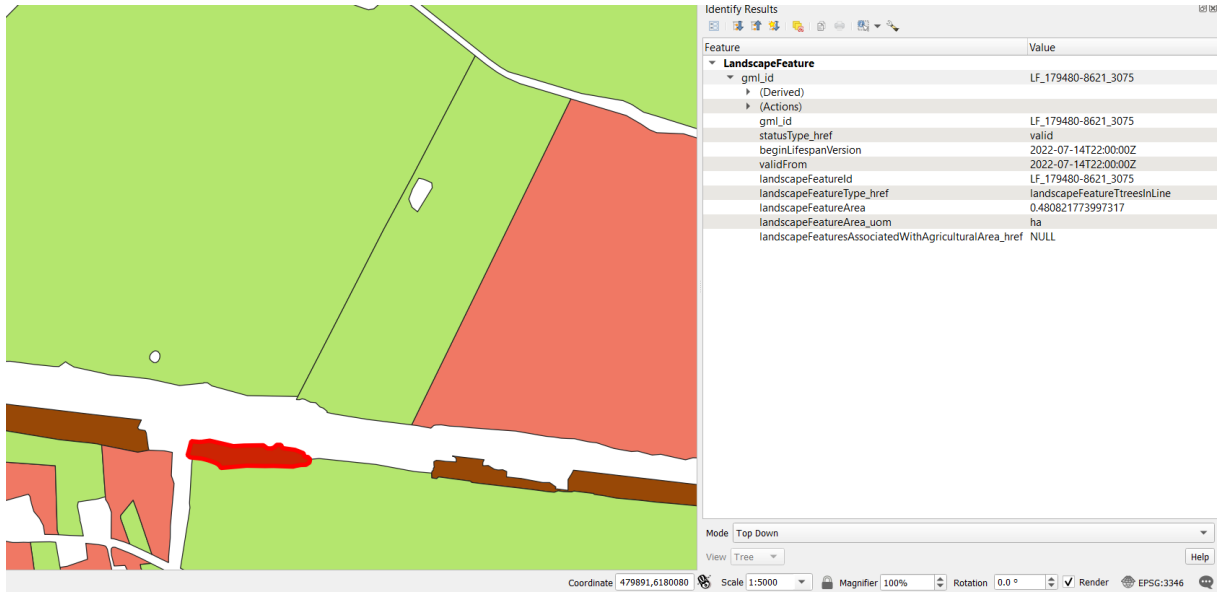 Identify Results
Feature Value
LandscapeFeature
gml_id LF_179480-8621_3075
(Derived)
(Actions)
gml_id LF_179480-8621_3075
statusType_href valid
beginLifespanVersion 2022-07-14T22:00:00Z
validFrom 2022-07-14T22:00:00Z
landscapeFeatureId LF_179480-8621_3075
landscapeFeatureType_href landscapeFeatureTtreesInLine
landscapeFeatureArea 0.480821773997317
landscapeFeatureArea_uom ha
landscapeFeaturesAssociatedWithAgriculturalArea_href NULL
Mode Top Down
View Tree Help
Coordinate 479891,6180080 Scale 1:5000 Magnifier 100% Rotation 0.0 ° Render EPSG:3346